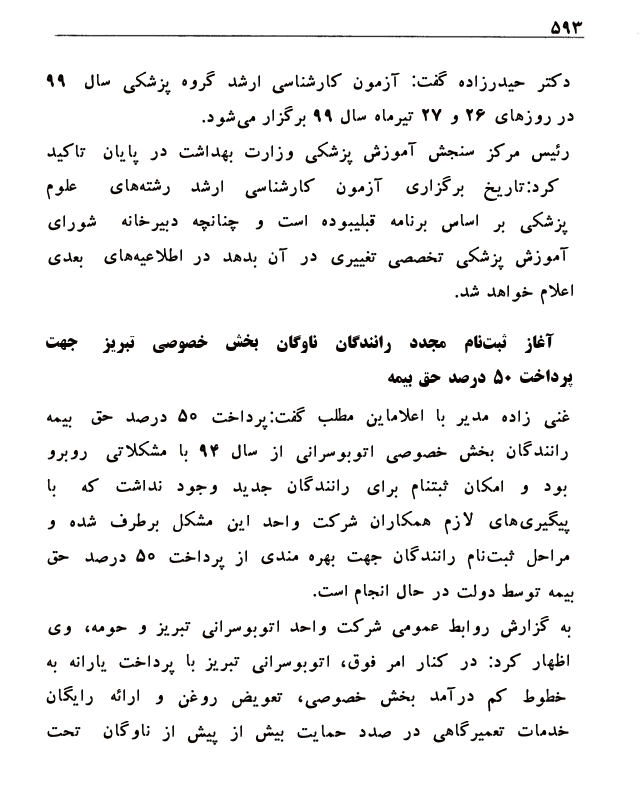 ۵۹۳
دکتر حیدرزاده گفت: آزمون کارشناسی ارشد گروه پزشکی سال ۹۹
در روزهای ۲۶ و ۲۷ تیرماه سال ۹۹ برگزار می‌شود.
رئیس مرکز سنجش آموزش پزشکی وزارت بهداشت در پایان تاکید
کرد:تاریخ برگزاری آزمون کارشناسی ارشد رشته‌های علوم
پزشکی بر اساس برنامه قبلیبوده است و چنانچه دبیرخانه شورای
آموزش پزشکی تخصصی تغییری در آن بدهد در اطلاعیه‌های بعدی
اعلام خواهد شد.
آغاز ثبت‌نام مجدد رانندگان ناوگان بخش خصوصی تبریز جهت
پرداخت ۵۰ درصد حق بیمه
غنی زاده مدیر با اعلاماین مطلب گفت:پرداخت ۵۰ درصد حق بیمه
رانندگان بخش خصوصی اتوبوسرانی از سال ۹۴ با مشکلاتی روبرو
بود و امکان ثبتنام برای رانندگان جدید وجود نداشت که با
پیگیری‌های لازم همکاران شرکت واحد این مشکل برطرف شده و
مراحل ثبت‌نام رانندگان جهت بهره مندی از پرداخت ۵۰ درصد حق
بیمه توسط دولت در حال انجام است.
به گزارش روابط عمومی شرکت واحد اتوبوسرانی تبریز و حومه، وی
اظهار کرد: در کنار امر فوق، اتوبوسرانی تبریز با پرداخت یارانه به
خطوط کم درآمد بخش خصوصی، تعویض روغن و ارائه رایگان
خدمات تعمیرگاهی در صدد حمایت بیش از پیش از ناوگان تحت